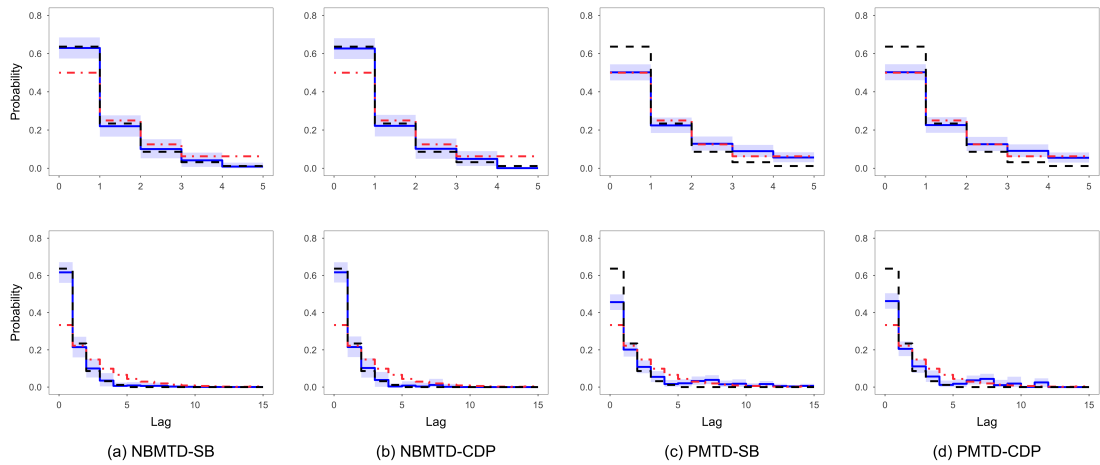 0.8 0.8 0.8 0.8
0.6 0.6 0.6 0.6
Probability
0.4 0.4 0.4 0.4
0.2 0.2 0.2 0.2
0.0 0.0 0.0 0.0
0 1 2 3 4 5 0 1 2 3 4 5 0 1 2 3 4 5 0 1 2 3 4 5
0.8 0.8 0.8 0.8
0.6 0.6 0.6 0.6
Probability
0.4 0.4 0.4 0.4
0.2 0.2 0.2 0.2
0.0 0.0 0.0 0.0
0 5 10 15 0 5 10 15 0 5 10 15 0 5 10 15
Lag Lag Lag Lag
(a) NBMTD-SB (b) NBMTD-CDP (c) PMTD-SB (d) PMTD-CDP